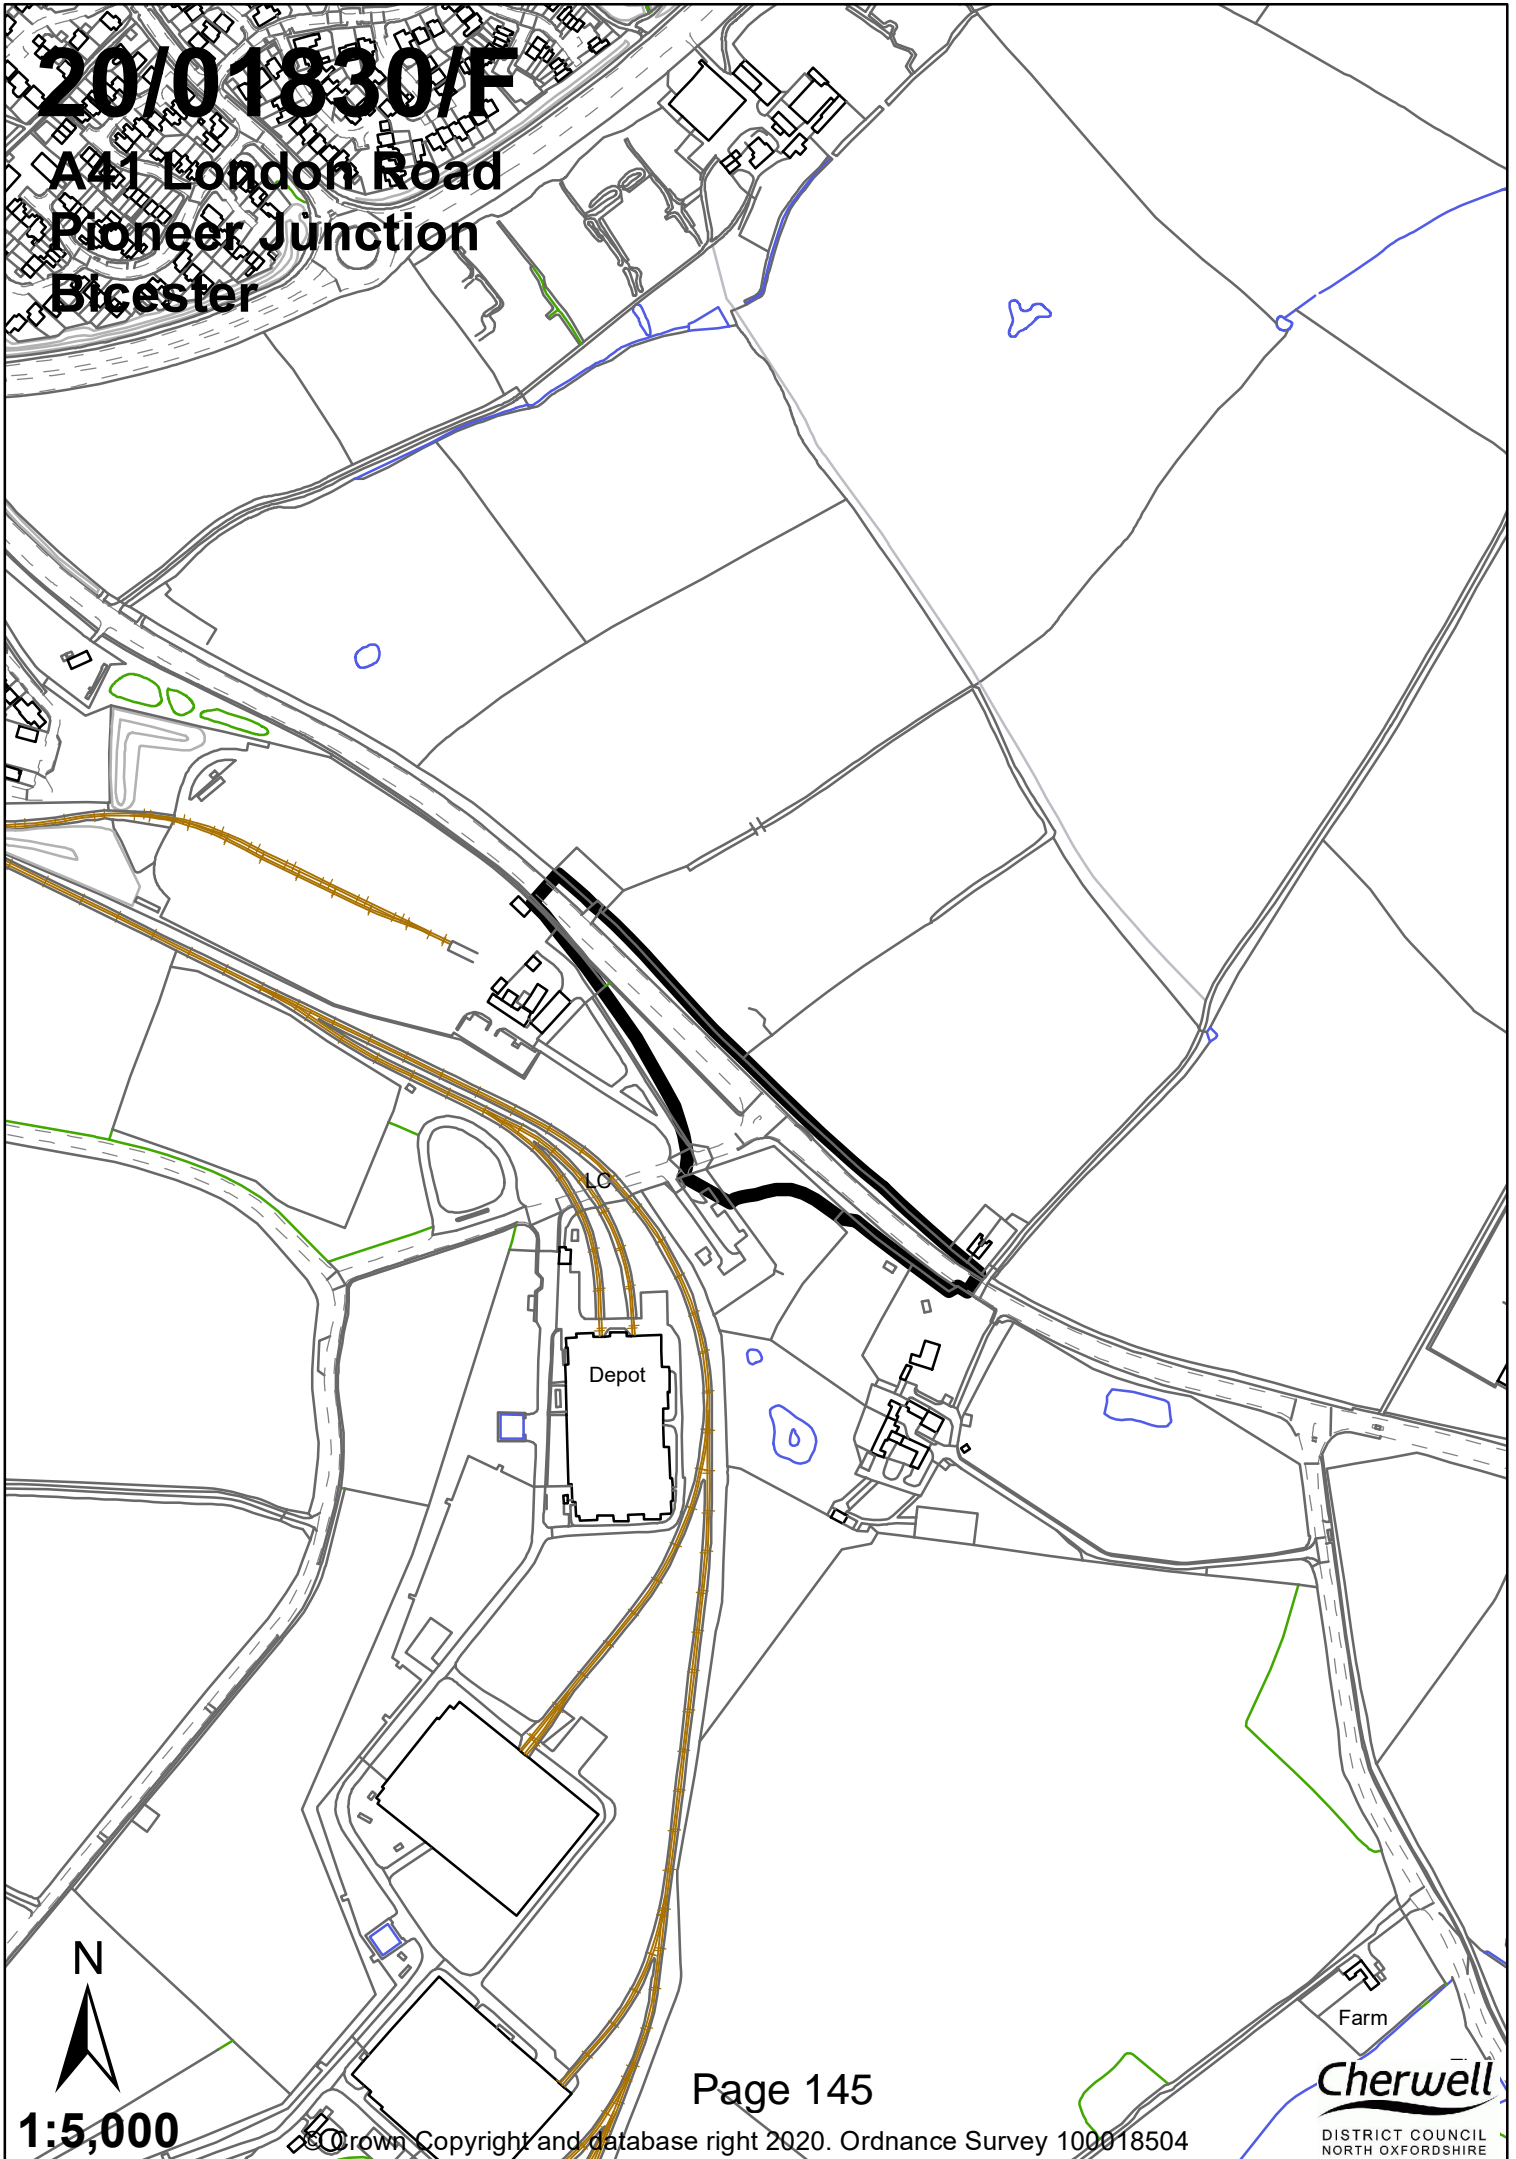 20/01830/F
A41 London Road
Pioneer Junction
Bicester
LC
Depot
N
Farm
Page 145
Cherwell
1:5,000
© Crown Copyright and database right 2020. Ordnance Survey 100018504
DISTRICT COUNCIL
NORTH OXFORDSHIRE